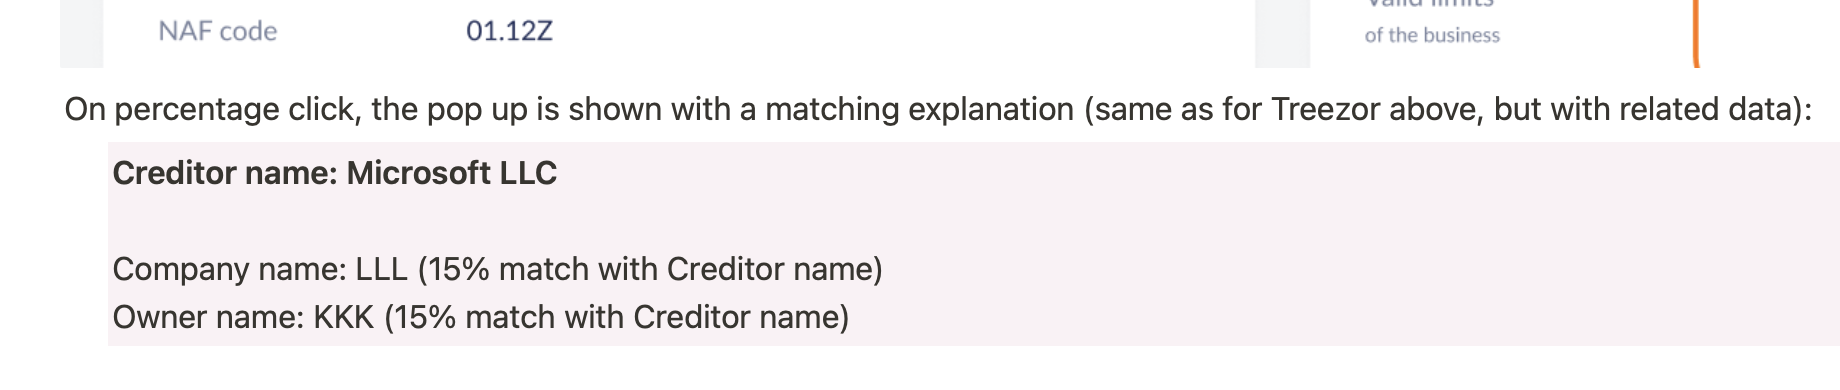 NAF code 01.12Z
Valid limits
of the business
On percentage click, the pop up is shown with a matching explanation (same as for Treezor above, but with related data):
Creditor name: Microsoft LLC
Company name: LLL (15% match with Creditor name)
Owner name: KKK (15% match with Creditor name)